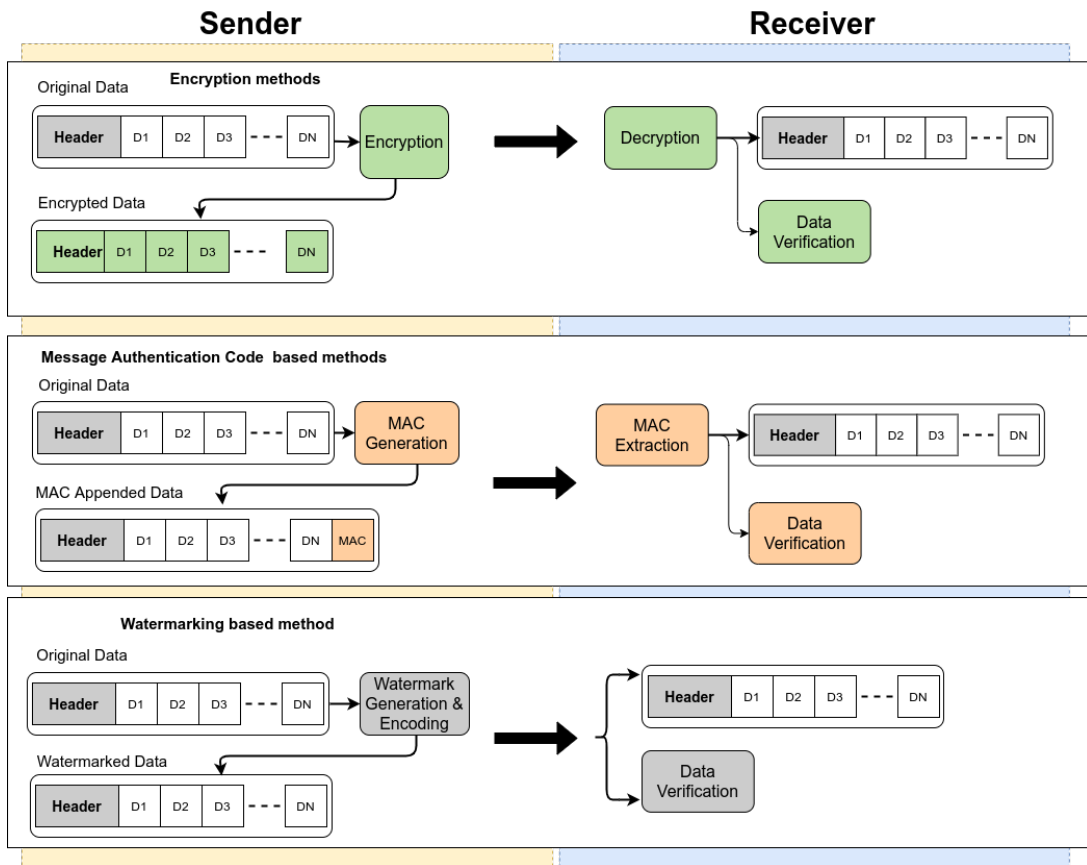 Sender
Receiver
Encryption methods
Original Data
Header D1 D2 D3 DN
Encryption
Decryption
Header D1 D2 D3 DN
Encrypted Data
Header D1 D2 D3 DN
Data
Verification
Message Authentication Code based methods
Original Data
Header D1 D2 D3 DN
MAC
Generation
MAC
Extraction
Header D1 D2 D3 DN
MAC Appended Data
Header D1 D2 D3 DN MAC
Data
Verification
Watermarking based method
Original Data
Header D1 D2 D3 DN
Watermark
Generation &
Encoding
Header D1 D2 D3 DN
Watermarked Data
Header D1 D2 D3 DN
Data
Verification